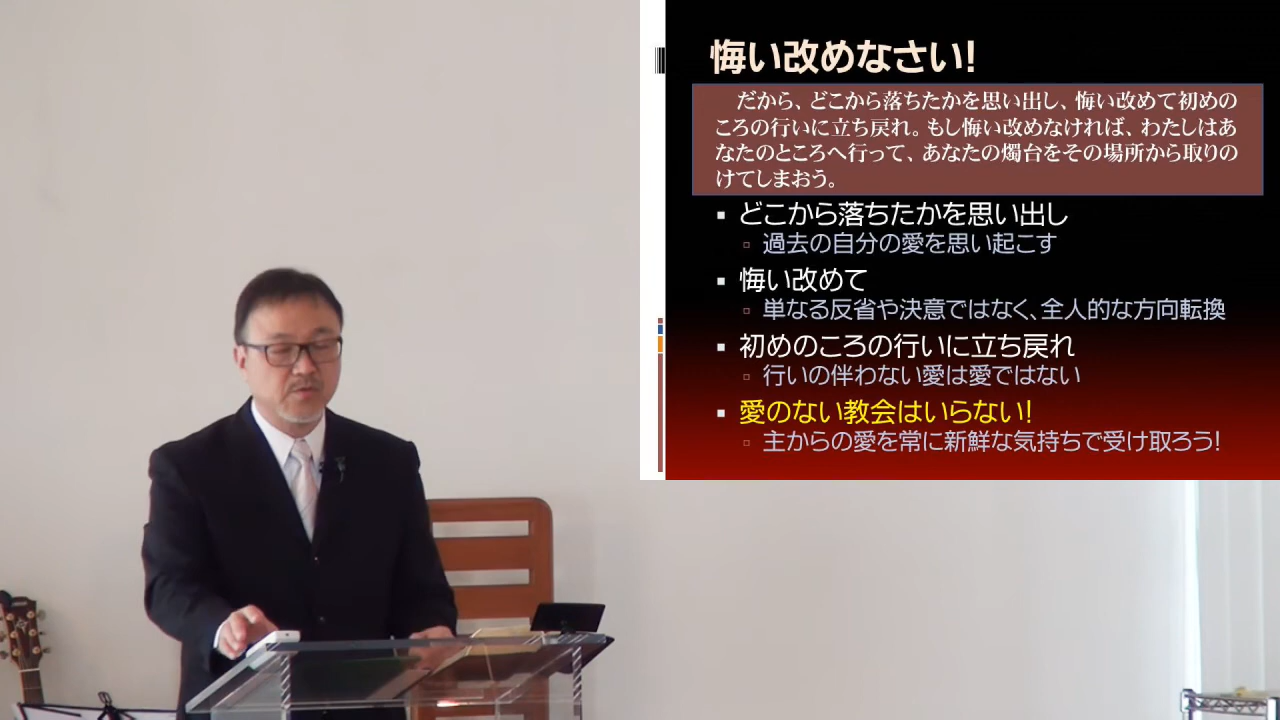 悔い改めなさい!
だから、どこから落ちたかを思い出し、悔い改めて初めの
ころの行いに立ち戻れ。もし悔い改めなければ、わたしはあ
なたのところへ行って、あなたの燭台をその場所から取りの
けてしまおう。
どこから落ちたかを思い出し
過去の自分の愛を思い起こす
悔い改めて
単なる反省や決意ではなく、全人的な方向転換
初めのころの行いに立ち戻れ
行いの伴わない愛は愛ではない
愛のない教会はいらない!
主からの愛を常に新鮮な気持ちで受け取ろう!